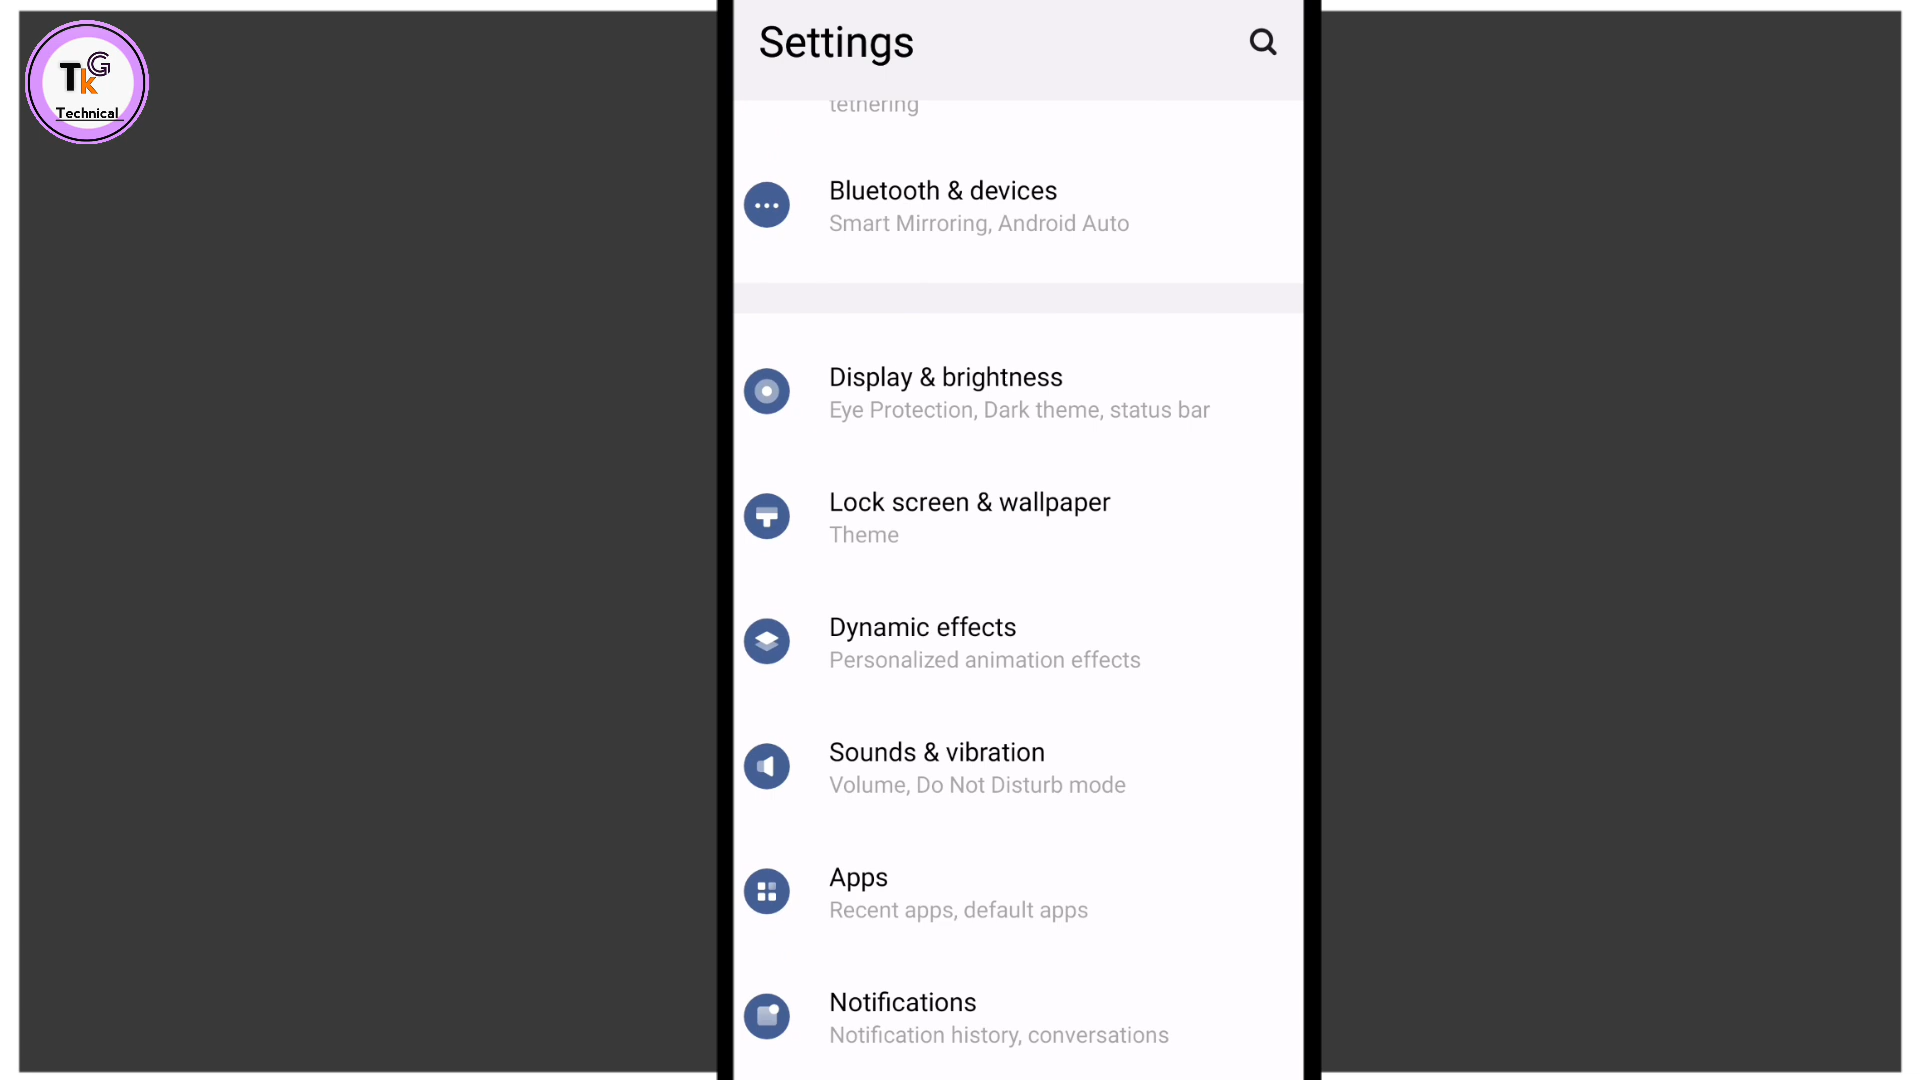 TkG
Technical
Settings
tethering
Bluetooth & devices
Smart Mirroring, Android Auto
Display & brightness
Eye Protection, Dark theme, status bar
Lock screen & wallpaper
Theme
Dynamic effects
Personalized animation effects
Sounds & vibration
Volume, Do Not Disturb mode
Apps
Recent apps, default apps
Notifications
Notification history, conversations